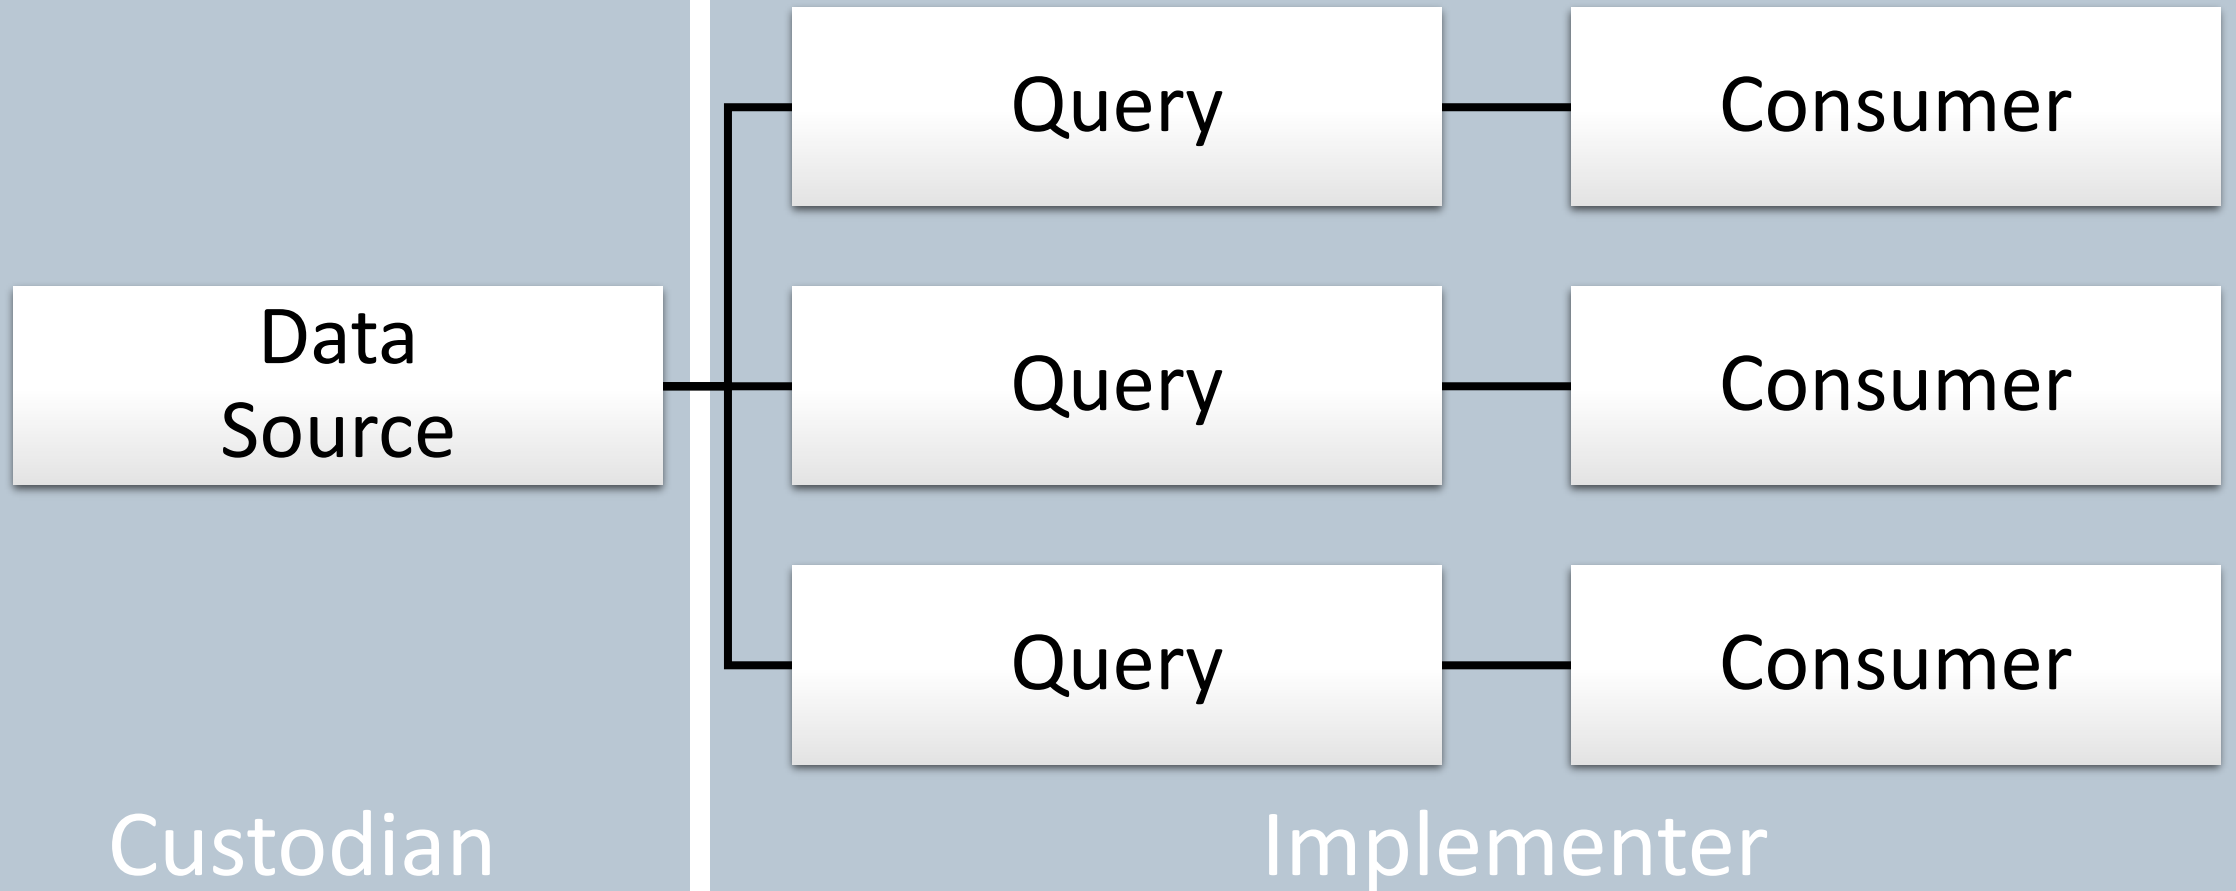 Query
Consumer
Data
Source
Query
Consumer
Query
Consumer
Custodian
Implementer